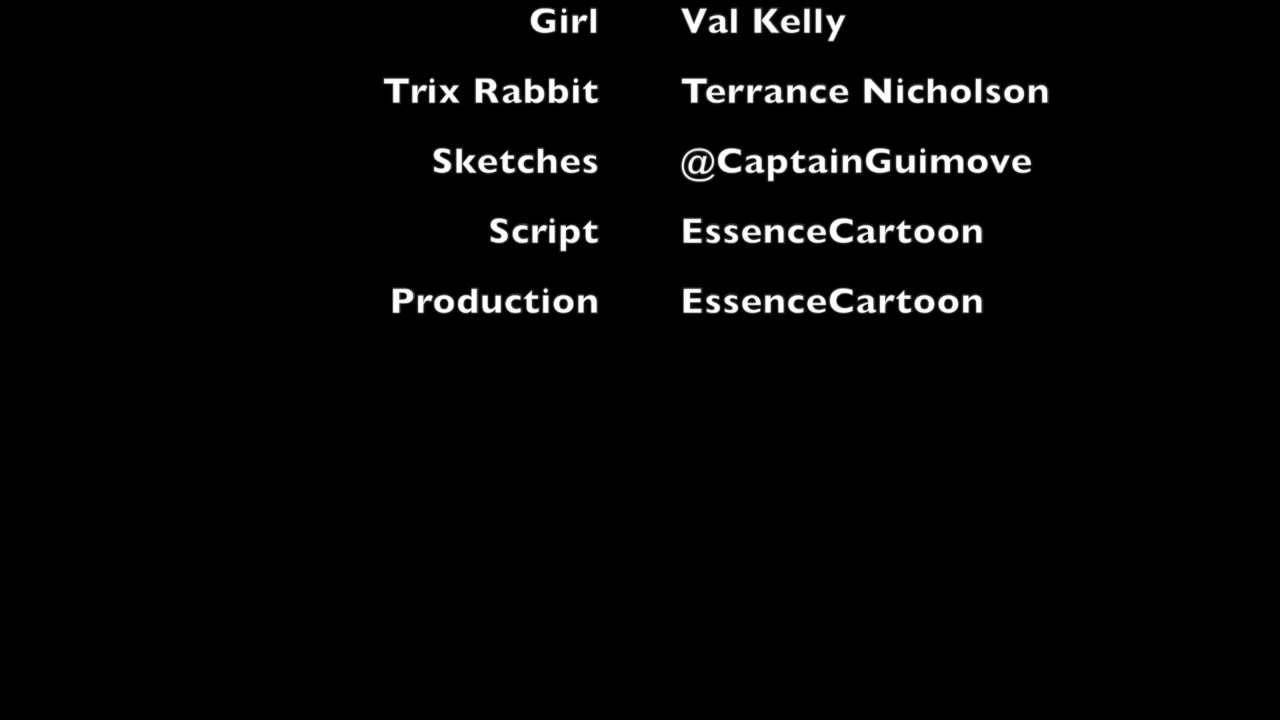 Girl Val Kelly
Trix Rabbit Terrance Nicholson
Sketches @CaptainGuimove
Script EssenceCartoon
Production EssenceCartoon